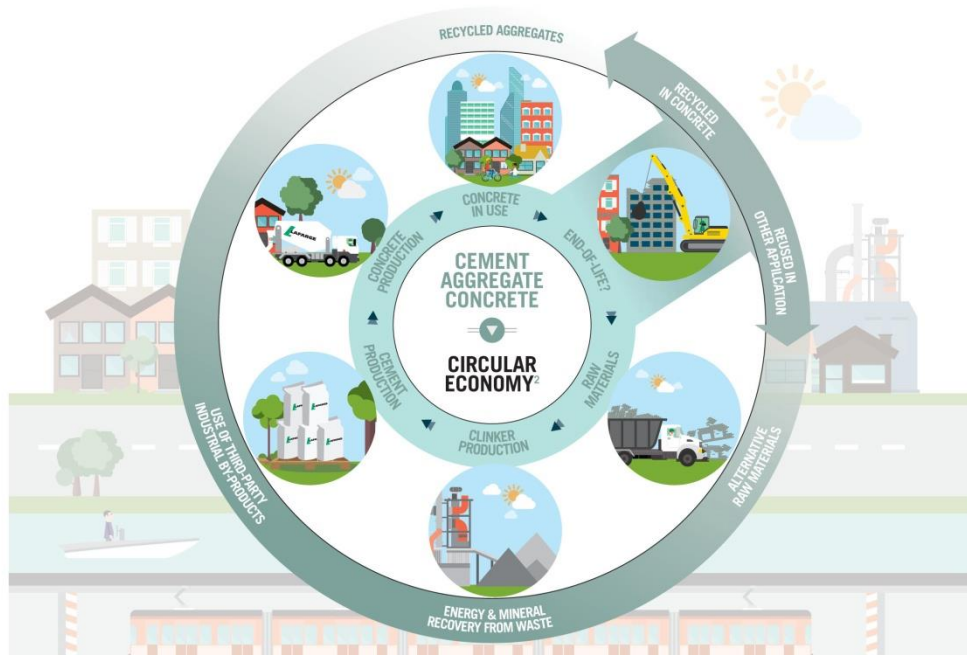 RECYCLED AGGREGATES
RECYCLED
IN CONCRETE
REUSED IN
OTHER APPILCATION
ALTERNATIVE
RAW MATERIALS
ENERGY & MINERAL
RECOVERY FROM WASTE
USE OF THIRD-PARTY
INDUSTRIAL BY-PRODUCTS
CONCRETE
IN USE
END-OF-LIFE?
RAW
MATERIALS
CLINKER
PRODUCTION
CEMENT
PRODUCTION
CONCRETE
PRODUCTION
LAFARGE
CEMENT
AGGREGATE
CONCRETE
CIRCULAR
ECONOMY²